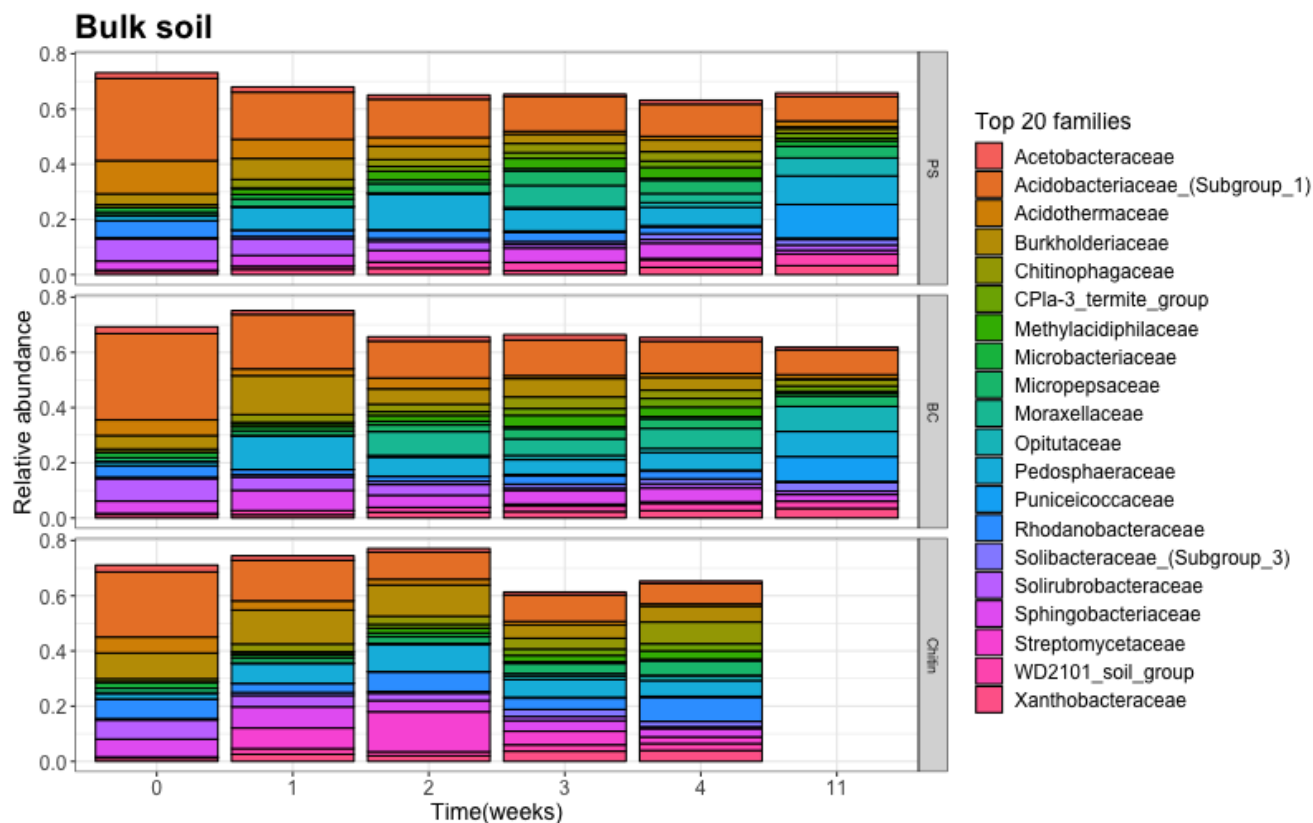 Bulk soil
Relative abundance
0.8
0.6
0.4
0.2
0.0
PS
0.8
0.6
0.4
0.2
0.0
BC
0.8
0.6
0.4
0.2
0.0
Chitin
0 1 2 3 4 11
Time(weeks)
Top 20 families
Acetobacteraceae
Acidobacteriaceae_(Subgroup_1)
Acidothermaceae
Burkholderiaceae
Chitinophagaceae
CPla-3_termite_group
Methylacidiphilaceae
Microbacteriaceae
Micropepsaceae
Moraxellaceae
Opitutaceae
Pedosphaeraceae
Puniceicoccaceae
Rhodanobacteraceae
Solibacteraceae_(Subgroup_3)
Solirubrobacteraceae
Sphingobacteriaceae
Streptomycetaceae
WD2101_soil_group
Xanthobacteraceae